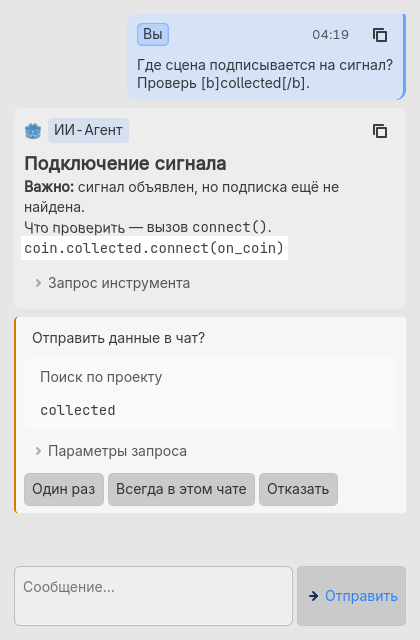 Вы
04:19
Где сцена подписывается на сигнал?
Проверь [b]collected[/b].
ИИ-Агент
Подключение сигнала
Важно: сигнал объявлен, но подписка ещё не
найдена.
Что проверить — вызов connect().
coin.collected.connect(on_coin)
Запрос инструмента
Отправить данные в чат?
Поиск по проекту
collected
Параметры запроса
Один раз
Всегда в этом чате
Отказать
Сообщение...
Отправить